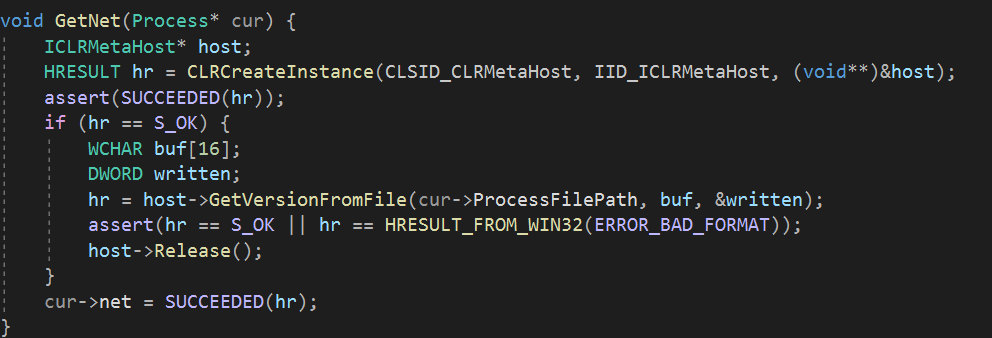 void GetNet(Process* cur) {
    ICLRMetaHost* host;
    HRESULT hr = CLRCreateInstance(CLSID_CLRMetaHost, IID_ICLRMetaHost, (void**)&host);
    assert(SUCCEEDED(hr));
    if (hr == S_OK) {
        WCHAR buf[16];
        DWORD written;
        hr = host->GetVersionFromFile(cur->ProcessFilePath, buf, &written);
        assert(hr == S_OK || hr == HRESULT_FROM_WIN32(ERROR_BAD_FORMAT));
        host->Release();
    }
    cur->net = SUCCEEDED(hr);
}